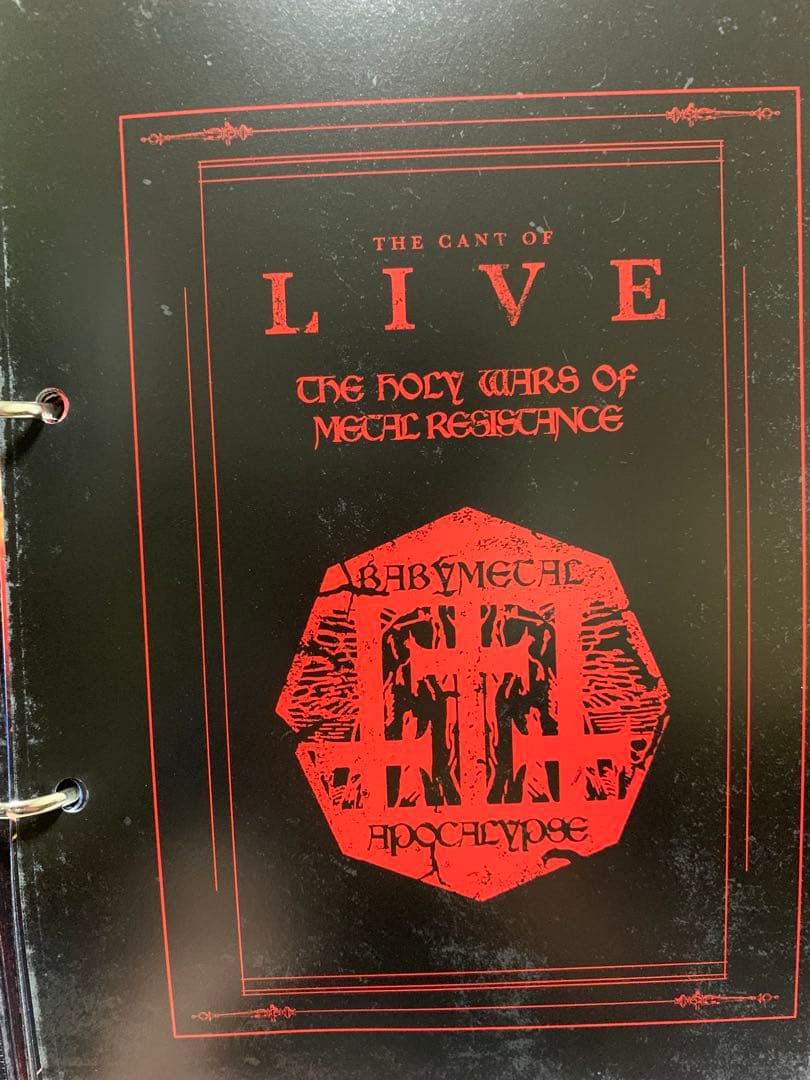 THE CANT OF
LIVE
THE HOLY WARS OF
METAL RESISTANCE
BABYMETAL
APOCALYPSE